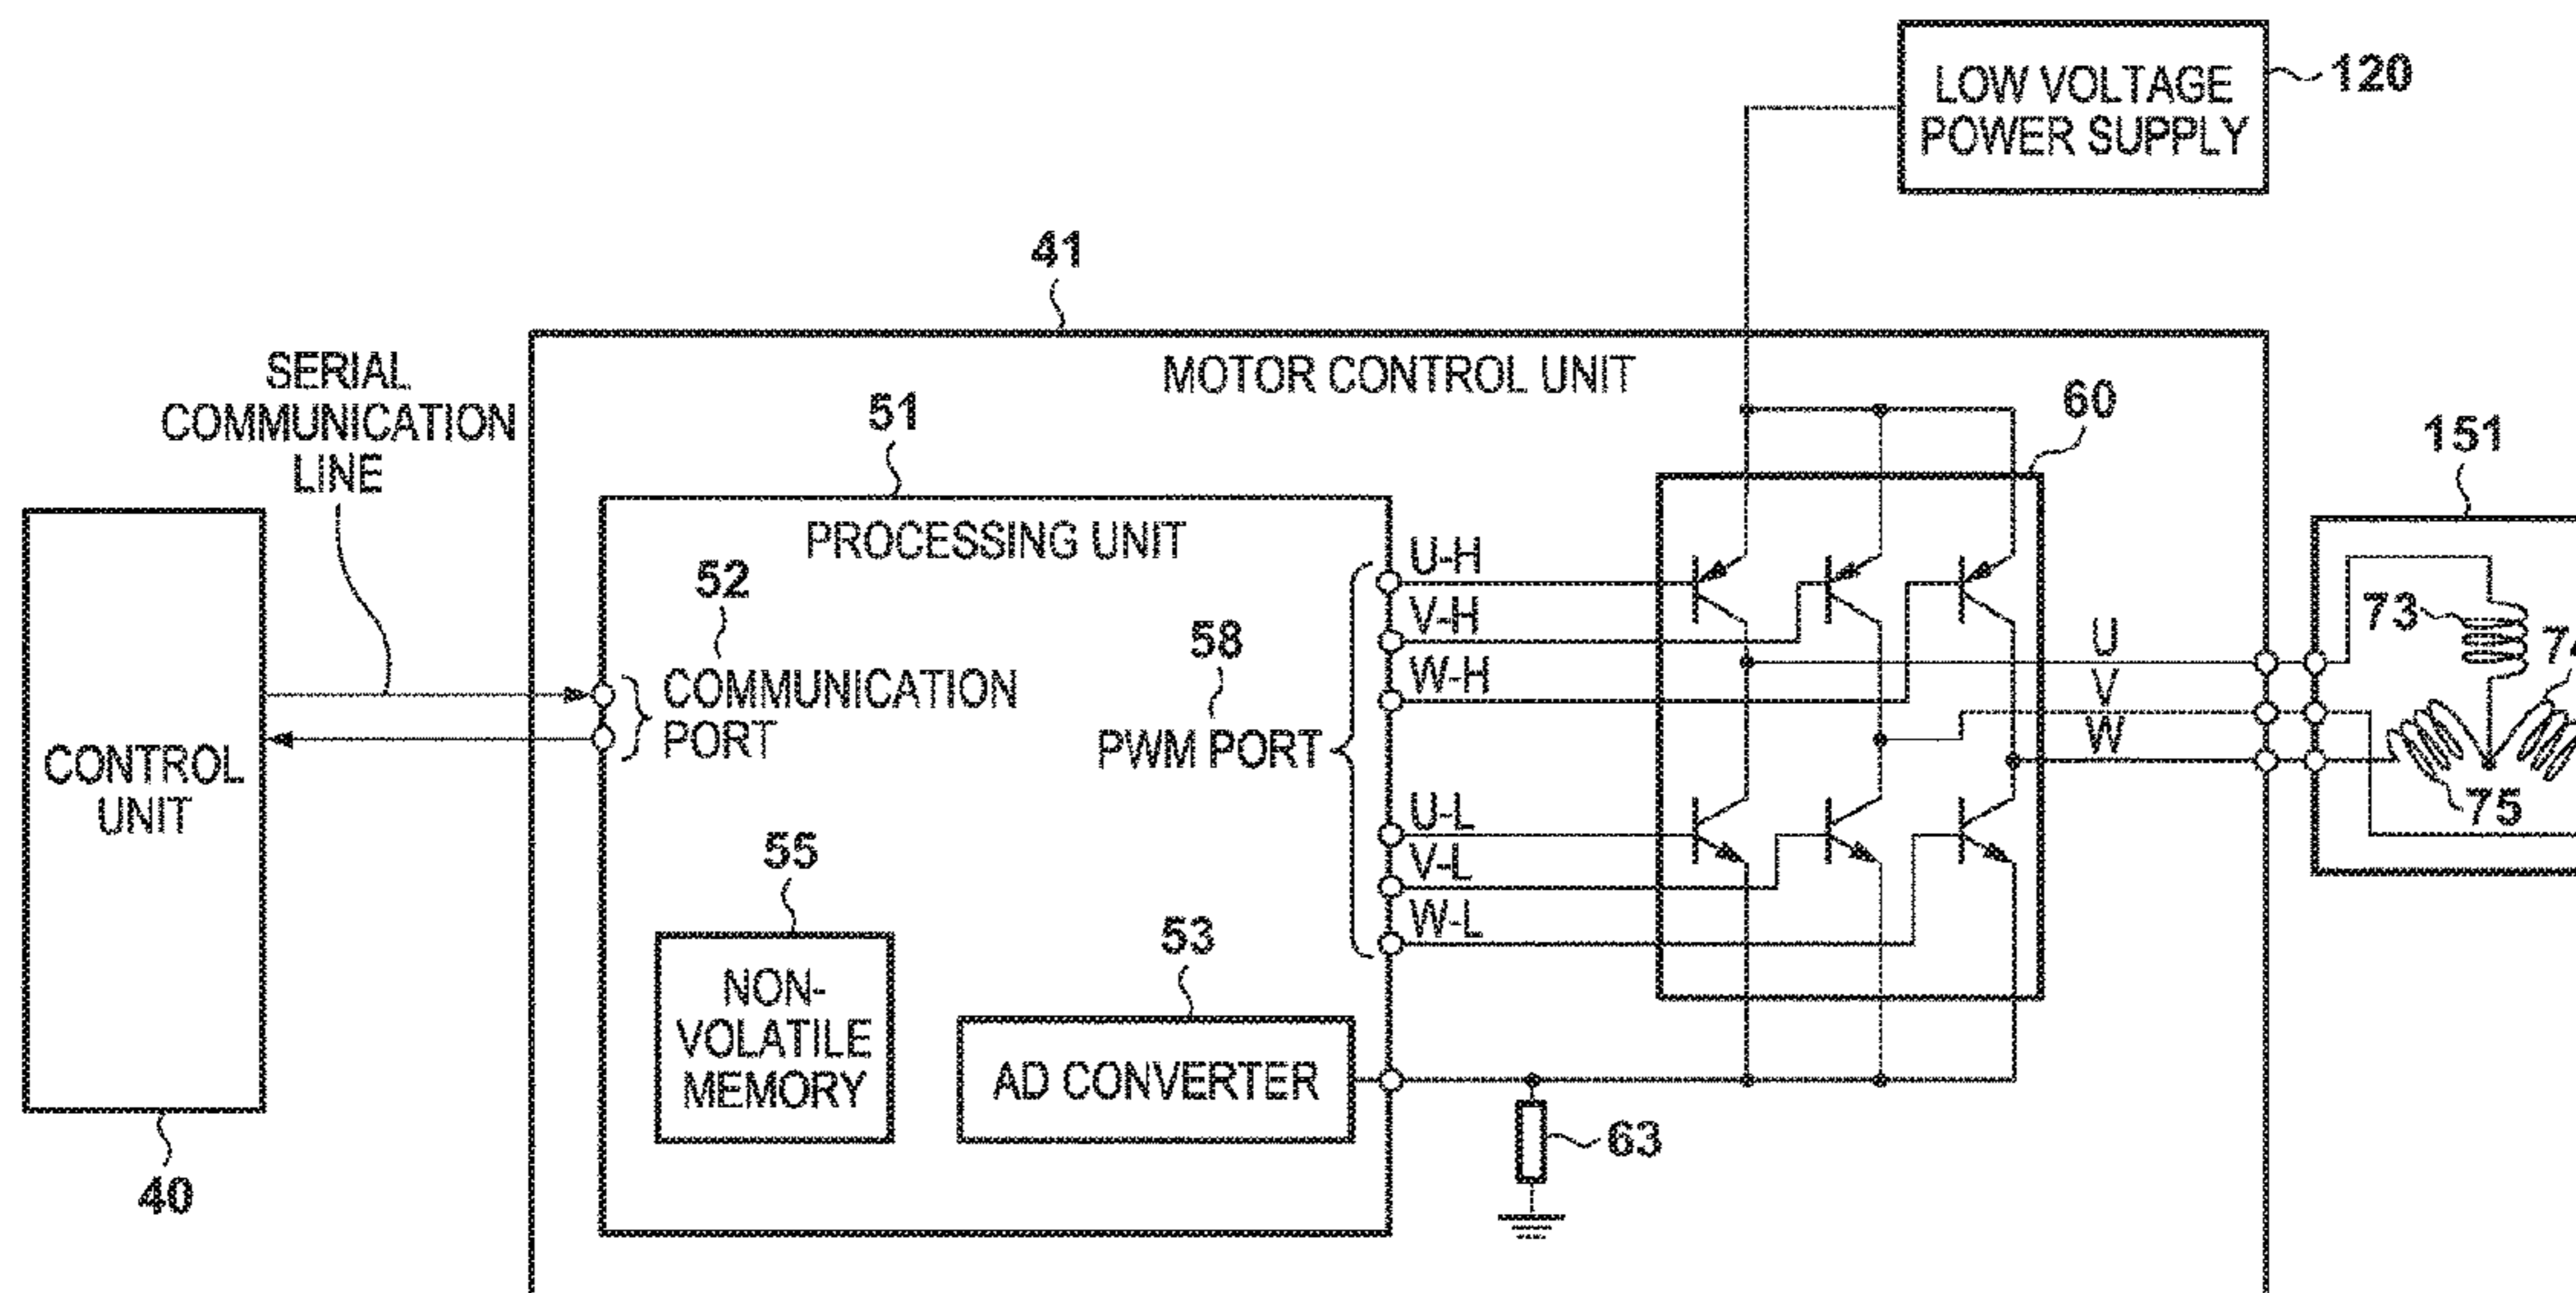 LOW VOLTAGE
POWER SUPPLY
120
41
MOTOR CONTROL UNIT
SERIAL
COMMUNICATION
LINE
51
60
151
PROCESSING UNIT
52
COMMUNICATION
PORT
58
PWM PORT
U-H
V-H
W-H
U-L
V-L
W-L
U
V
W
73
75
CONTROL
UNIT
40
55
NON-
VOLATILE
MEMORY
53
AD CONVERTER
63